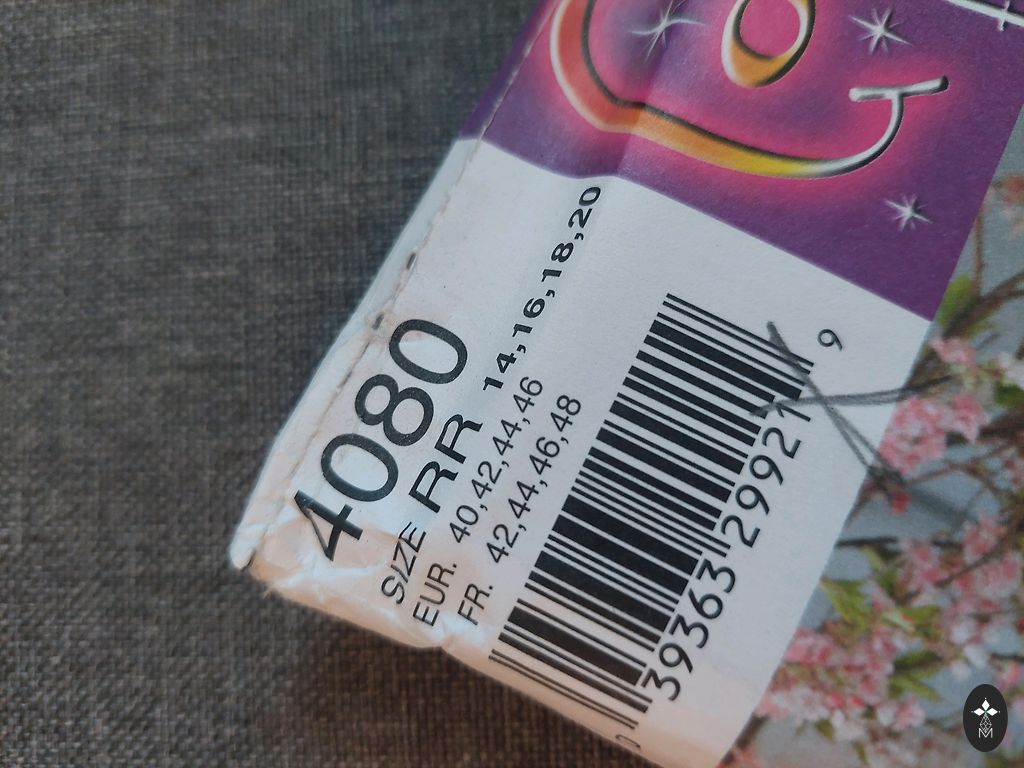 4080
SIZE RR 14,16,18,20
EUR. 40,42,44,46
FR. 42,44,46,48
39363 29921 9